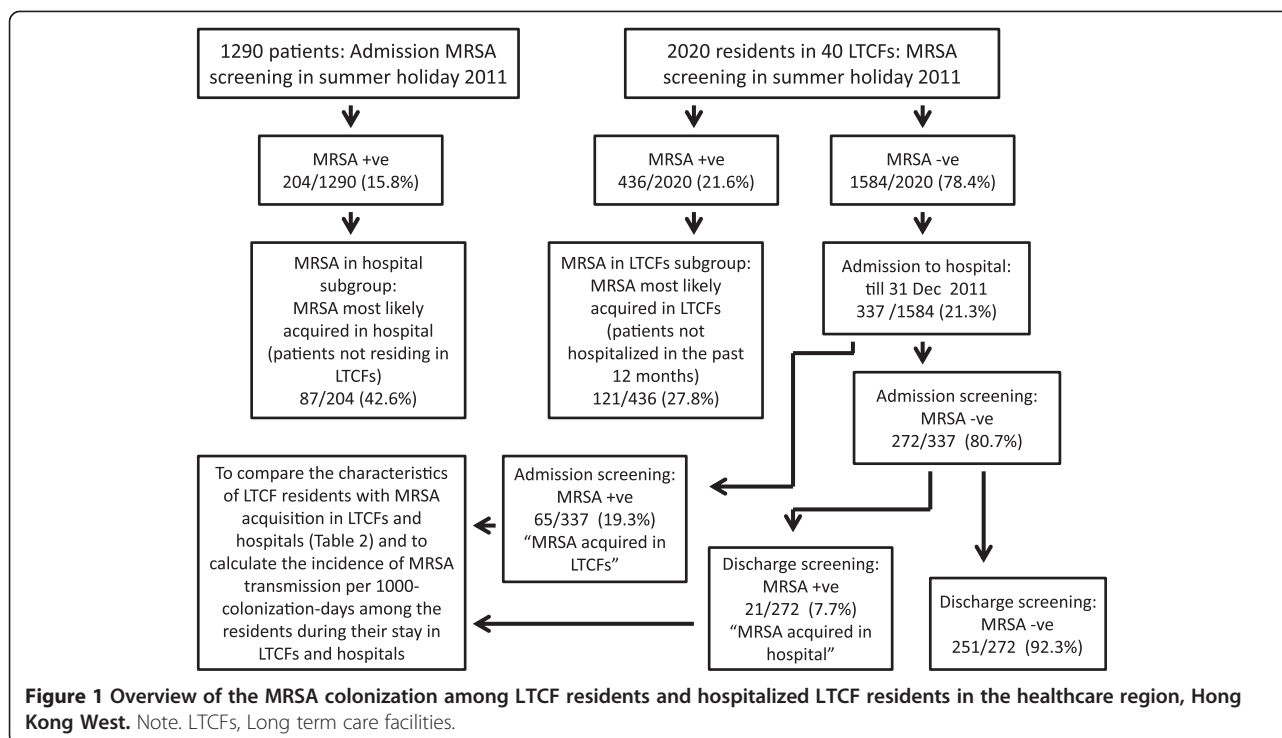 1290 patients: Admission MRSA
screening in summer holiday 2011
2020 residents in 40 LTCFs: MRSA
screening in summer holiday 2011
MRSA +ve
204/1290 (15.8%)
MRSA +ve
436/2020 (21.6%)
MRSA -ve
1584/2020 (78.4%)
MRSA in hospital
subgroup:
MRSA most likely
acquired in hospital
(patients not residing in
LTCFs)
87/204 (42.6%)
MRSA in LTCFs subgroup:
MRSA most likely
acquired in LTCFs
(patients not
hospitalized in the past
12 months)
121/436 (27.8%)
Admission to hospital:
till 31 Dec 2011
337 /1584 (21.3%)
Admission screening:
MRSA -ve
272/337 (80.7%)
To compare the characteristics
of LTCF residents with MRSA
acquisition in LTCFs and
hospitals (Table 2) and to
calculate the incidence of MRSA
transmission per 1000-
colonization-days among the
residents during their stay in
LTCFs and hospitals
Admission screening:
MRSA +ve
65/337 (19.3%)
“MRSA acquired in
LTCFs”
Discharge screening:
MRSA +ve
21/272 (7.7%)
“MRSA acquired in
hospital”
Discharge screening:
MRSA -ve
251/272 (92.3%)
Figure 1 Overview of the MRSA colonization among LTCF residents and hospitalized LTCF residents in the healthcare region, Hong
Kong West. Note. LTCFs, Long term care facilities.